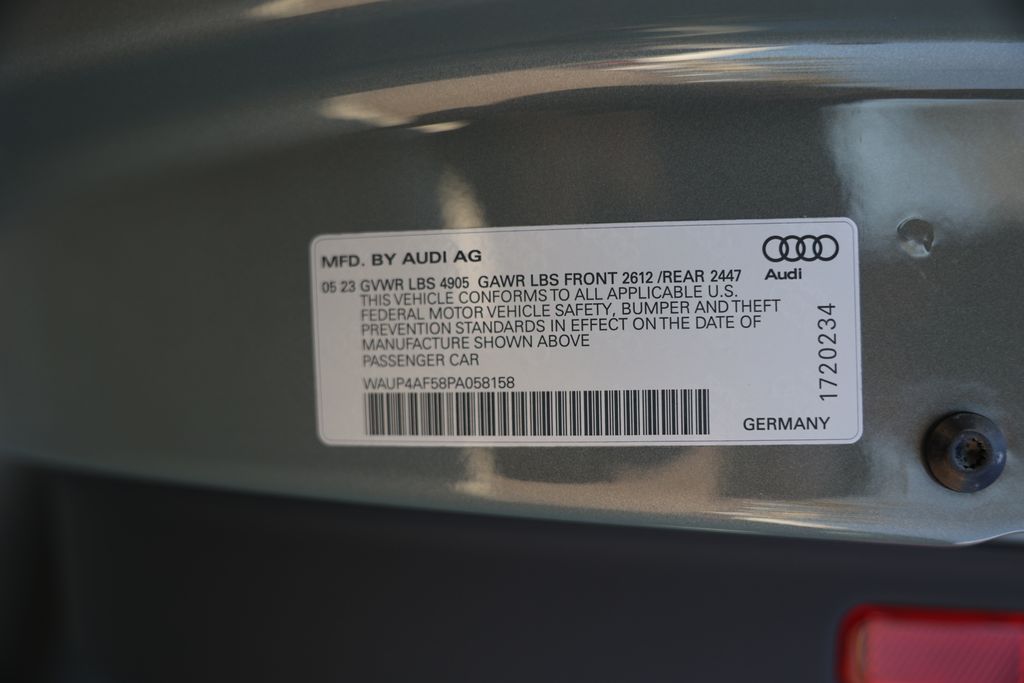 MFD. BY AUDI AG
Audi
05 23 GVWR LBS 4905 GAWR LBS FRONT 2612 /REAR 2447
THIS VEHICLE CONFORMS TO ALL APPLICABLE U.S.
FEDERAL MOTOR VEHICLE SAFETY, BUMPER AND THEFT
PREVENTION STANDARDS IN EFFECT ON THE DATE OF
MANUFACTURE SHOWN ABOVE
PASSENGER CAR
WAUP4AF58PA058158
1720234
GERMANY